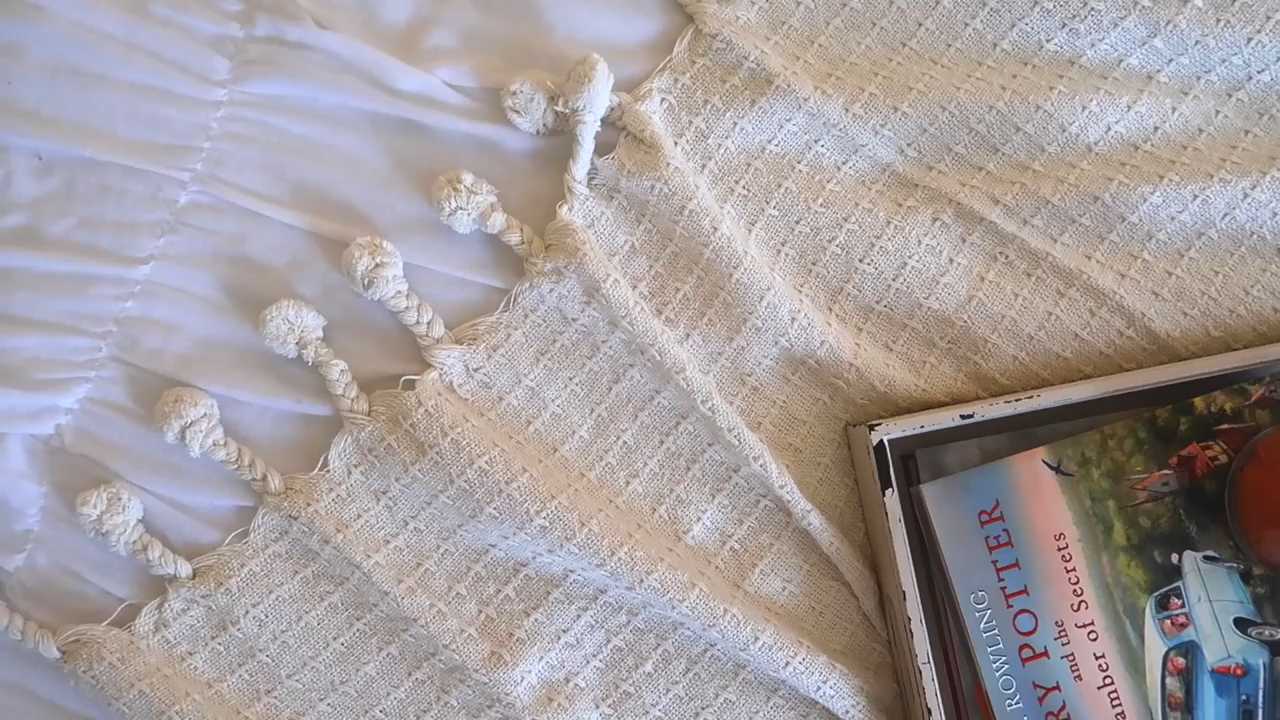 ROWLING
RY POTTER
and the
amber of Secrets